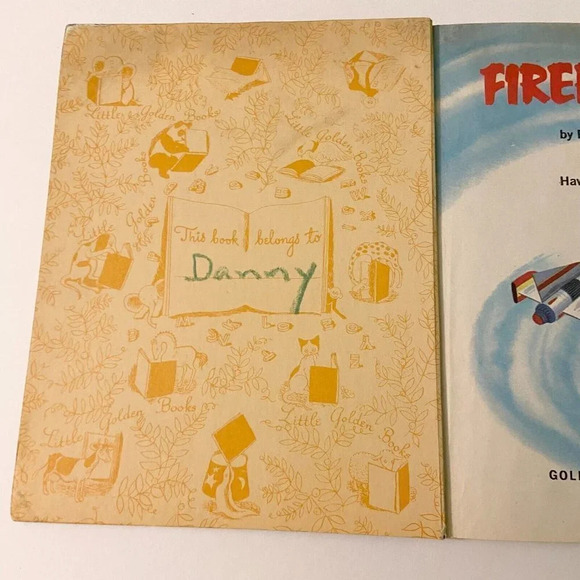 Little Golden Books
Little Golden Books
Little Golden Books
This book belongs to
Danny
Little Golden Books
Little Golden Book
FIRE
by
Hav
GOL